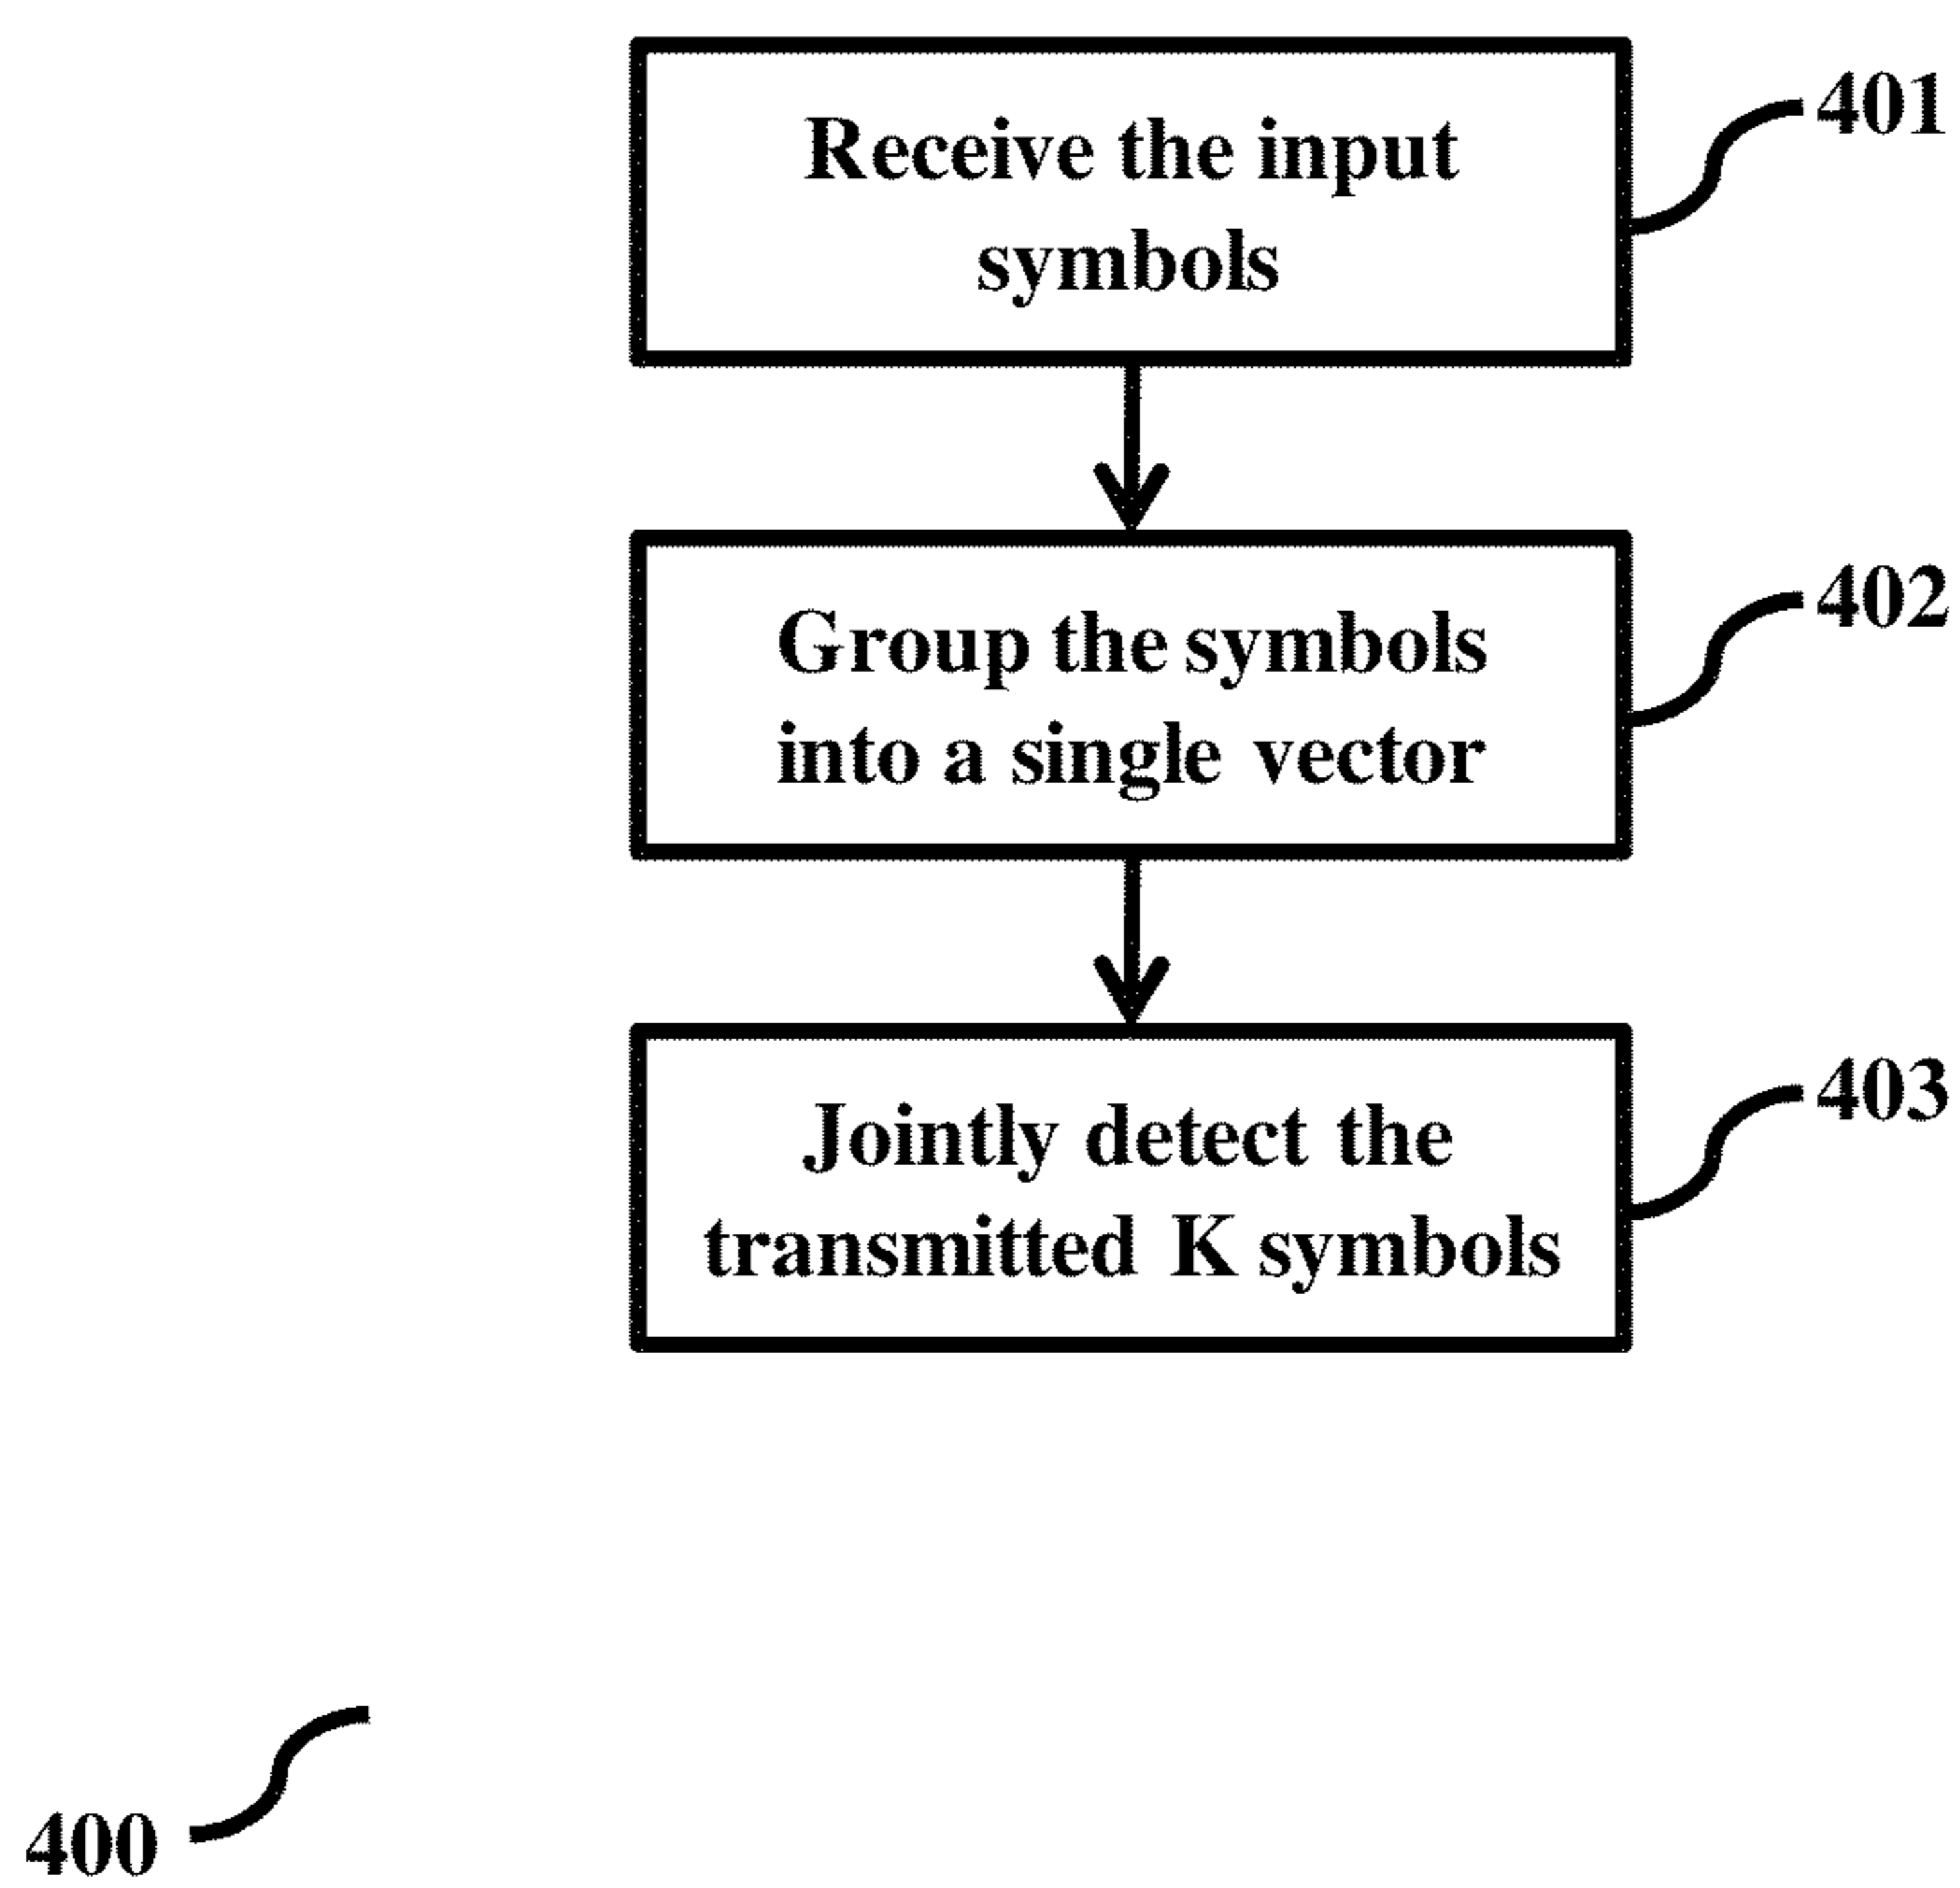 Receive the input
symbols
401
Group the symbols
into a single vector
402
Jointly detect the
transmitted K symbols
403
400